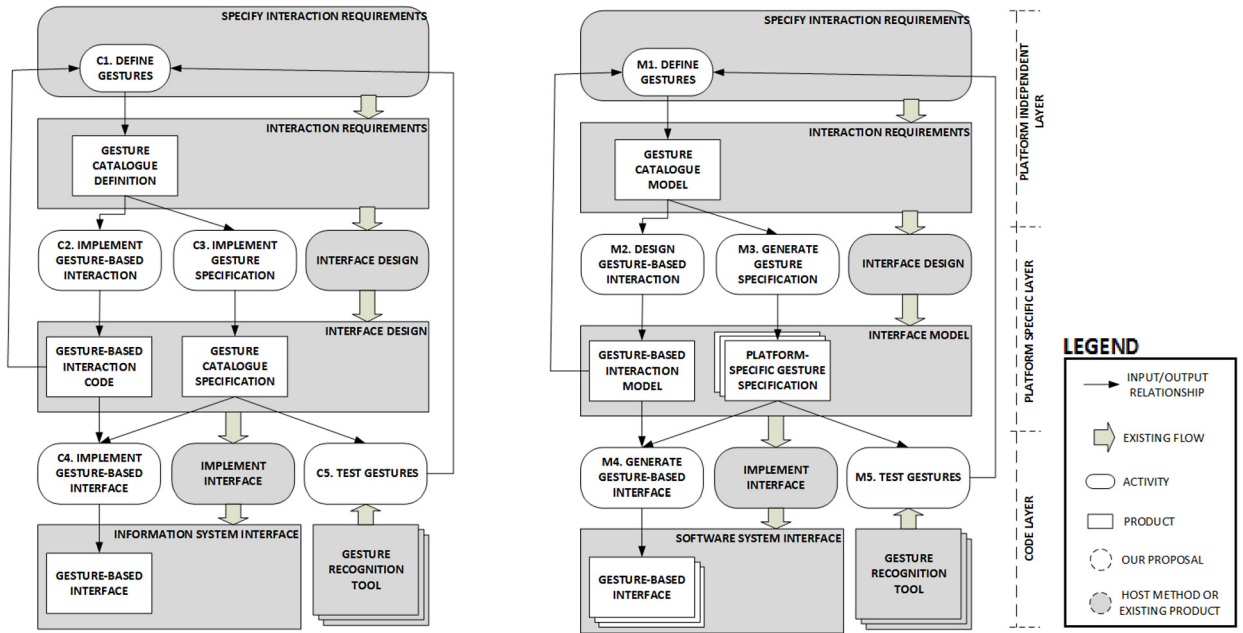 SPECIFY INTERACTION REQUIREMENTS
C1. DEFINE
GESTURES
INTERACTION REQUIREMENTS
GESTURE
CATALOGUE
DEFINITION
C2. IMPLEMENT
GESTURE-BASED
INTERACTION
C3. IMPLEMENT
GESTURE
SPECIFICATION
INTERFACE DESIGN
INTERFACE DESIGN
GESTURE-BASED
INTERACTION
CODE
GESTURE
CATALOGUE
SPECIFICATION
C4. IMPLEMENT
GESTURE-BASED
INTERFACE
IMPLEMENT
INTERFACE
C5. TEST GESTURES
INFORMATION SYSTEM INTERFACE
GESTURE-BASED
INTERFACE
GESTURE
RECOGNITION
TOOL
SPECIFY INTERACTION REQUIREMENTS
M1. DEFINE
GESTURES
INTERACTION REQUIREMENTS
GESTURE
CATALOGUE
MODEL
M2. DESIGN
GESTURE-BASED
INTERACTION
M3. GENERATE
GESTURE
SPECIFICATION
INTERFACE DESIGN
INTERFACE MODEL
GESTURE-BASED
INTERACTION
MODEL
PLATFORM-
SPECIFIC GESTURE
SPECIFICATION
M4. GENERATE
GESTURE-BASED
INTERFACE
IMPLEMENT
INTERFACE
M5. TEST GESTURES
SOFTWARE SYSTEM INTERFACE
GESTURE-BASED
INTERFACE
GESTURE
RECOGNITION
TOOL
PLATFORM INDEPENDENT
LAYER
PLATFORM SPECIFIC LAYER
CODE LAYER
LEGEND
INPUT/OUTPUT
RELATIONSHIP
EXISTING FLOW
ACTIVITY
PRODUCT
OUR PROPOSAL
HOST METHOD OR
EXISTING PRODUCT